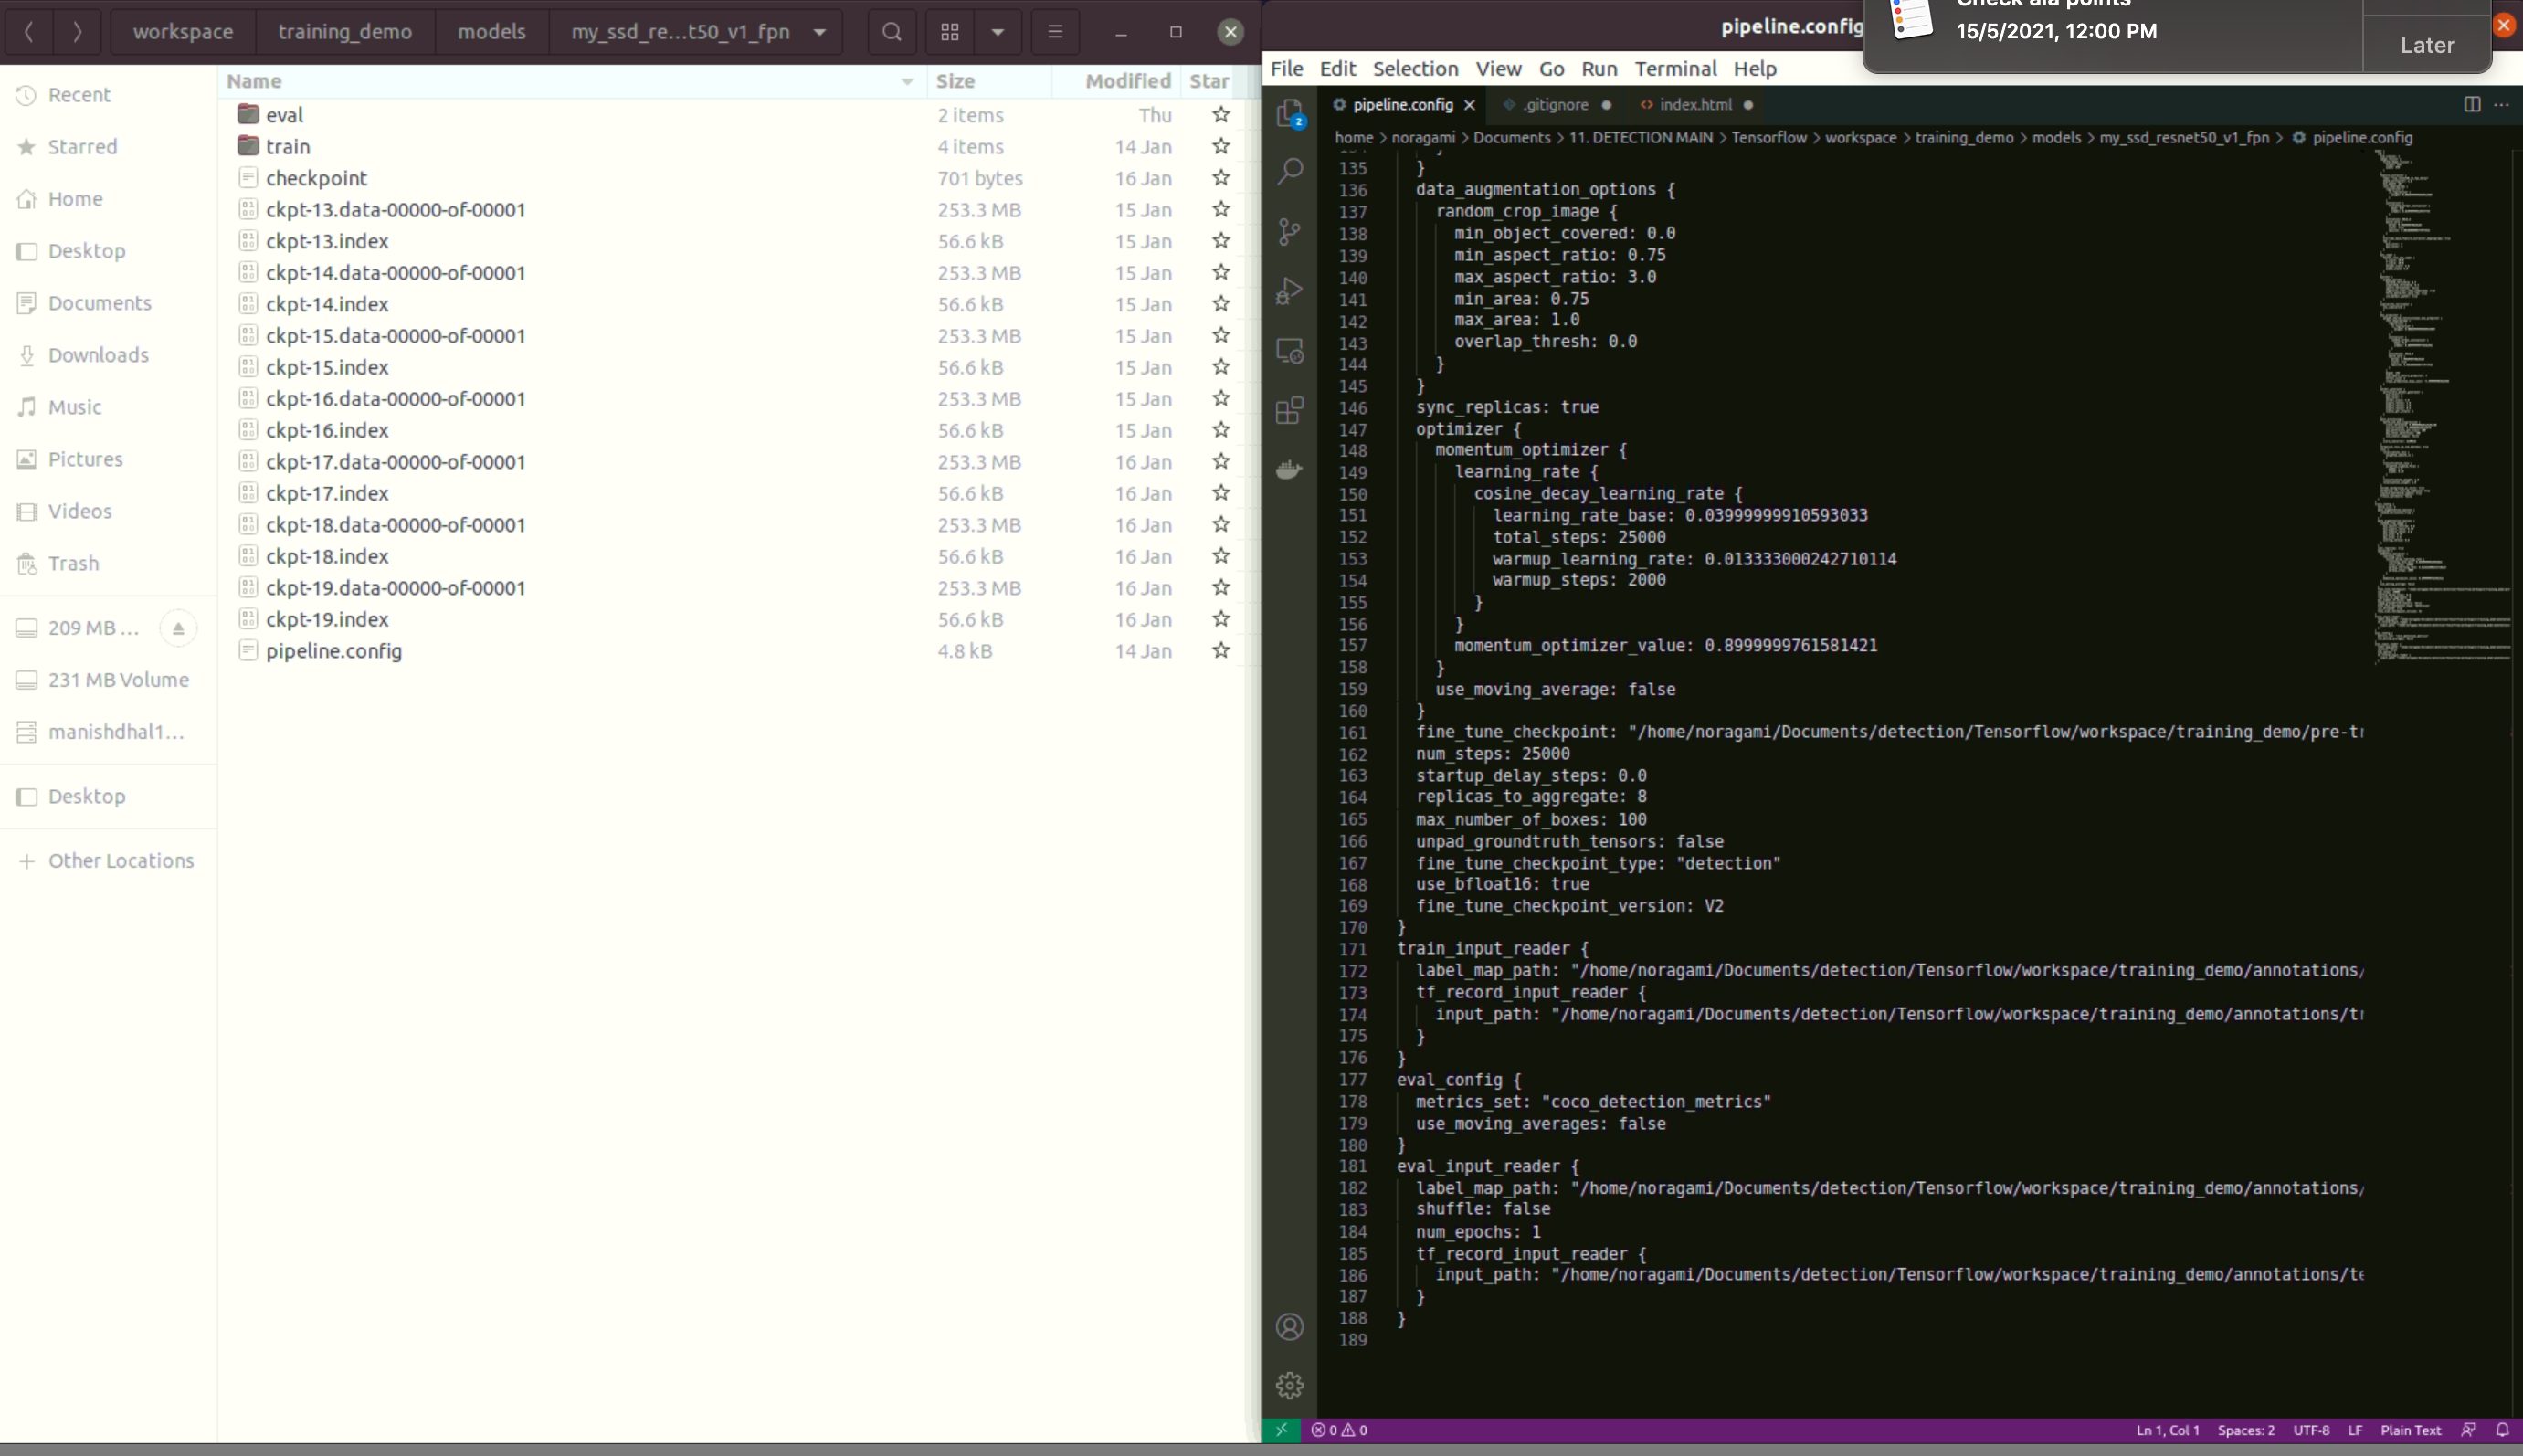 workspace training_demo models my_ssd_re...t50_v1_fpn
Recent
Starred
Home
Desktop
Documents
Downloads
Music
Pictures
Videos
Trash
209 MB ...
231 MB Volume
manishdhal1...
Desktop
Other Locations
Name Size Modified Star
eval 2 items Thu
train 4 items 14 Jan
checkpoint 701 bytes 16 Jan
ckpt-13.data-00000-of-00001 253.3 MB 15 Jan
ckpt-13.index 56.6 kB 15 Jan
ckpt-14.data-00000-of-00001 253.3 MB 15 Jan
ckpt-14.index 56.6 kB 15 Jan
ckpt-15.data-00000-of-00001 253.3 MB 15 Jan
ckpt-15.index 56.6 kB 15 Jan
ckpt-16.data-00000-of-00001 253.3 MB 15 Jan
ckpt-16.index 56.6 kB 15 Jan
ckpt-17.data-00000-of-00001 253.3 MB 16 Jan
ckpt-17.index 56.6 kB 16 Jan
ckpt-18.data-00000-of-00001 253.3 MB 16 Jan
ckpt-18.index 56.6 kB 16 Jan
ckpt-19.data-00000-of-00001 253.3 MB 16 Jan
ckpt-19.index 56.6 kB 16 Jan
pipeline.config 4.8 kB 14 Jan
pipeline.config
points
15/5/2021, 12:00 PM
Later
File Edit Selection View Go Run Terminal Help
pipeline.config .gitignore index.html
home > noragami > Documents > 11. DETECTION MAIN > Tensorflow > workspace > training_demo > models > my_ssd_resnet50_v1_fpn > pipeline.config
2
135 }
136 data_augmentation_options {
137 random_crop_image {
138 min_object_covered: 0.0
139 min_aspect_ratio: 0.75
140 max_aspect_ratio: 3.0
141 min_area: 0.75
142 max_area: 1.0
143 overlap_thresh: 0.0
144 }
145 }
146 sync_replicas: true
147 optimizer {
148 momentum_optimizer {
149 learning_rate {
150 cosine_decay_learning_rate {
151 learning_rate_base: 0.03999999910593033
152 total_steps: 25000
153 warmup_learning_rate: 0.013333000242710114
154 warmup_steps: 2000
155 }
156 }
157 momentum_optimizer_value: 0.8999999761581421
158 }
159 use_moving_average: false
160 }
161 fine_tune_checkpoint: "/home/noragami/Documents/detection/Tensorflow/workspace/training_demo/pre-tr
162 num_steps: 25000
163 startup_delay_steps: 0.0
164 replicas_to_aggregate: 8
165 max_number_of_boxes: 100
166 unpad_groundtruth_tensors: false
167 fine_tune_checkpoint_type: "detection"
168 use_bfloat16: true
169 fine_tune_checkpoint_version: V2
170 }
171 train_input_reader {
172 label_map_path: "/home/noragami/Documents/detection/Tensorflow/workspace/training_demo/annotations/
173 tf_record_input_reader {
174 input_path: "/home/noragami/Documents/detection/Tensorflow/workspace/training_demo/annotations/tr
175 }
176 }
177 eval_config {
178 metrics_set: "coco_detection_metrics"
179 use_moving_averages: false
180 }
181 eval_input_reader {
182 label_map_path: "/home/noragami/Documents/detection/Tensorflow/workspace/training_demo/annotations/
183 shuffle: false
184 num_epochs: 1
185 tf_record_input_reader {
186 input_path: "/home/noragami/Documents/detection/Tensorflow/workspace/training_demo/annotations/te
187 }
188 }
189
0 0 Ln 1, Col 1 Spaces: 2 UTF-8 LF Plain Text